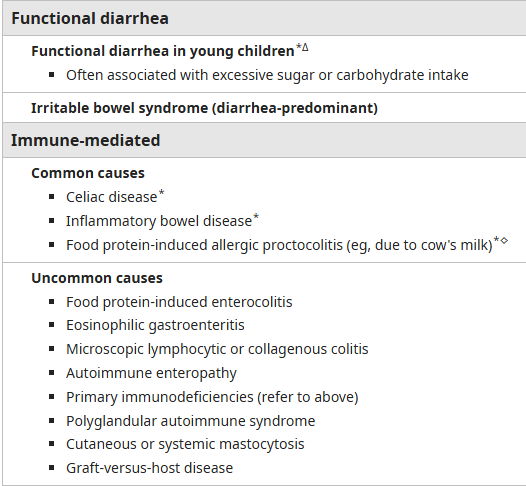 Functional diarrhea
Functional diarrhea in young children*Δ
▪ Often associated with excessive sugar or carbohydrate intake
Irritable bowel syndrome (diarrhea-predominant)
Immune-mediated
Common causes
▪ Celiac disease*
▪ Inflammatory bowel disease*
▪ Food protein-induced allergic proctocolitis (eg, due to cow's milk)*◊
Uncommon causes
▪ Food protein-induced enterocolitis
▪ Eosinophilic gastroenteritis
▪ Microscopic lymphocytic or collagenous colitis
▪ Autoimmune enteropathy
▪ Primary immunodeficiencies (refer to above)
▪ Polyglandular autoimmune syndrome
▪ Cutaneous or systemic mastocytosis
▪ Graft-versus-host disease